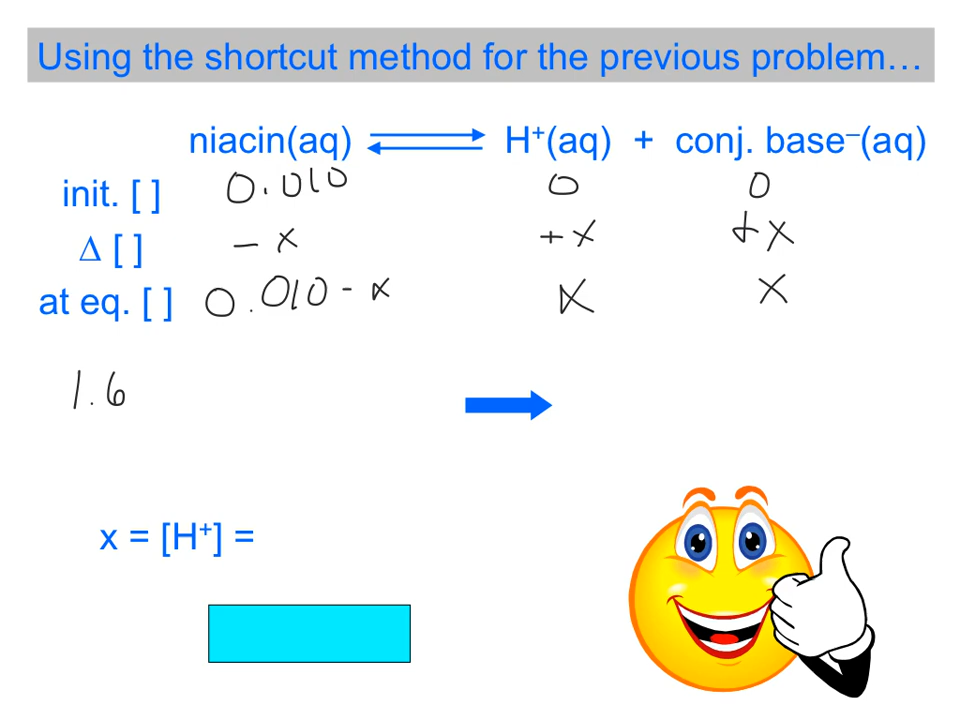 Using the shortcut method for the previous problem…
niacin(aq) ⇌ H⁺(aq) + conj. base⁻(aq)
init. [ ] 0.010 0 0
Δ [ ] - x + x + x
at eq. [ ] 0.010 - x x x
1.6
x = [H⁺] =